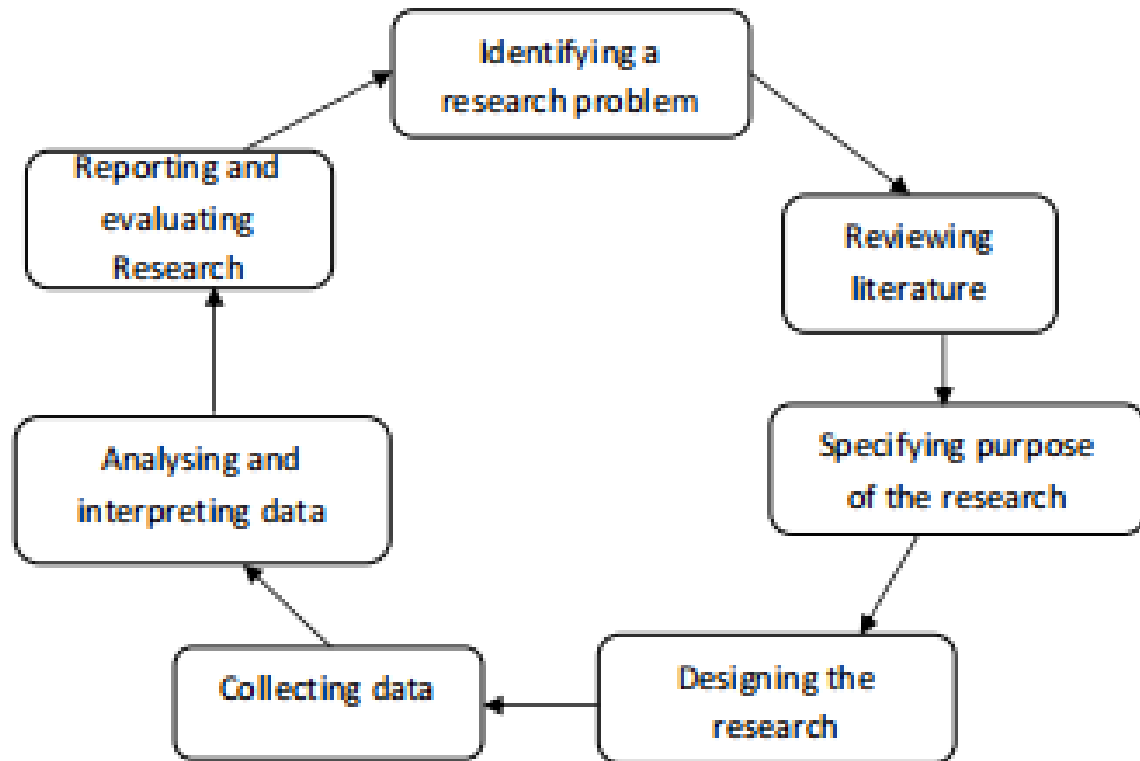 Identifying a
research problem
Reviewing
literature
Specifying purpose
of the research
Designing the
research
Collecting data
Analysing and
interpreting data
Reporting and
evaluating
Research